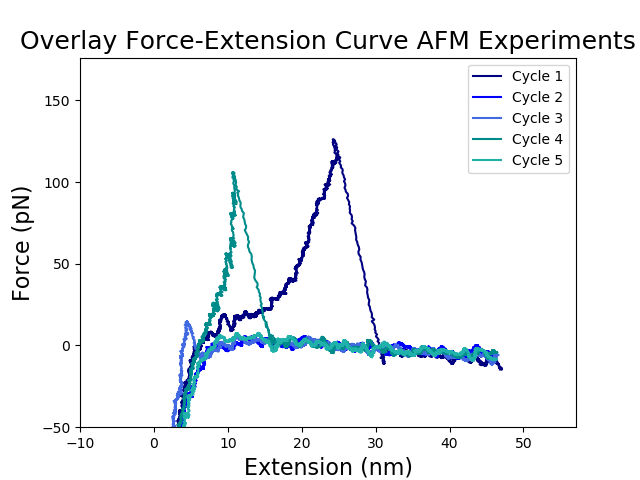 Overlay Force-Extension Curve AFM Experiments
Cycle 1
Cycle 2
Cycle 3
Cycle 4
Cycle 5
Force (pN)
150
100
50
0
−50
−10
0
10
20
30
40
50
Extension (nm)